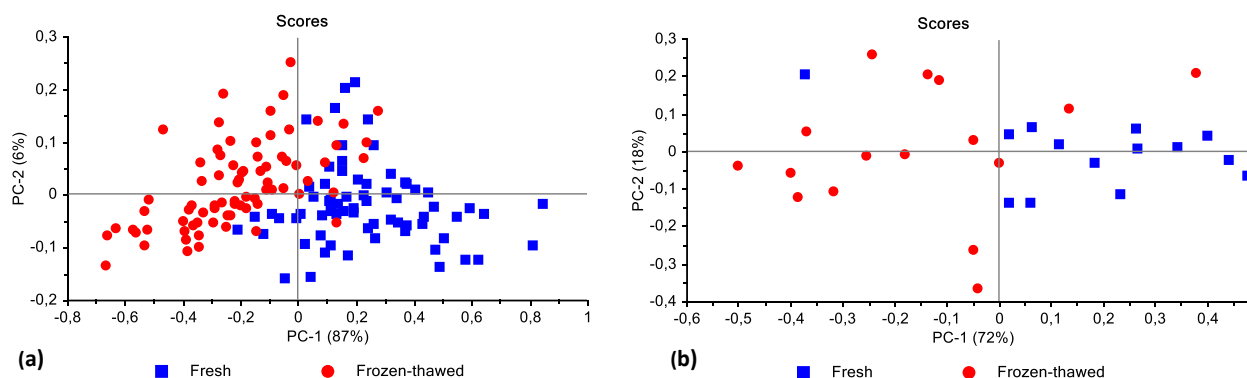 Scores
0,3
0,2
0,1
0
-0,1
-0,2
PC-2 (6%)
-0,8 -0,6 -0,4 -0,2 0 0,2 0,4 0,6 0,8 1
PC-1 (87%)
(a)
Fresh Frozen-thawed
Scores
0,3
0,2
0,1
0
-0,1
-0,2
-0,3
-0,4
PC-2 (18%)
-0,6 -0,5 -0,4 -0,3 -0,2 -0,1 0 0,1 0,2 0,3 0,4
PC-1 (72%)
(b)
Fresh Frozen-thawed